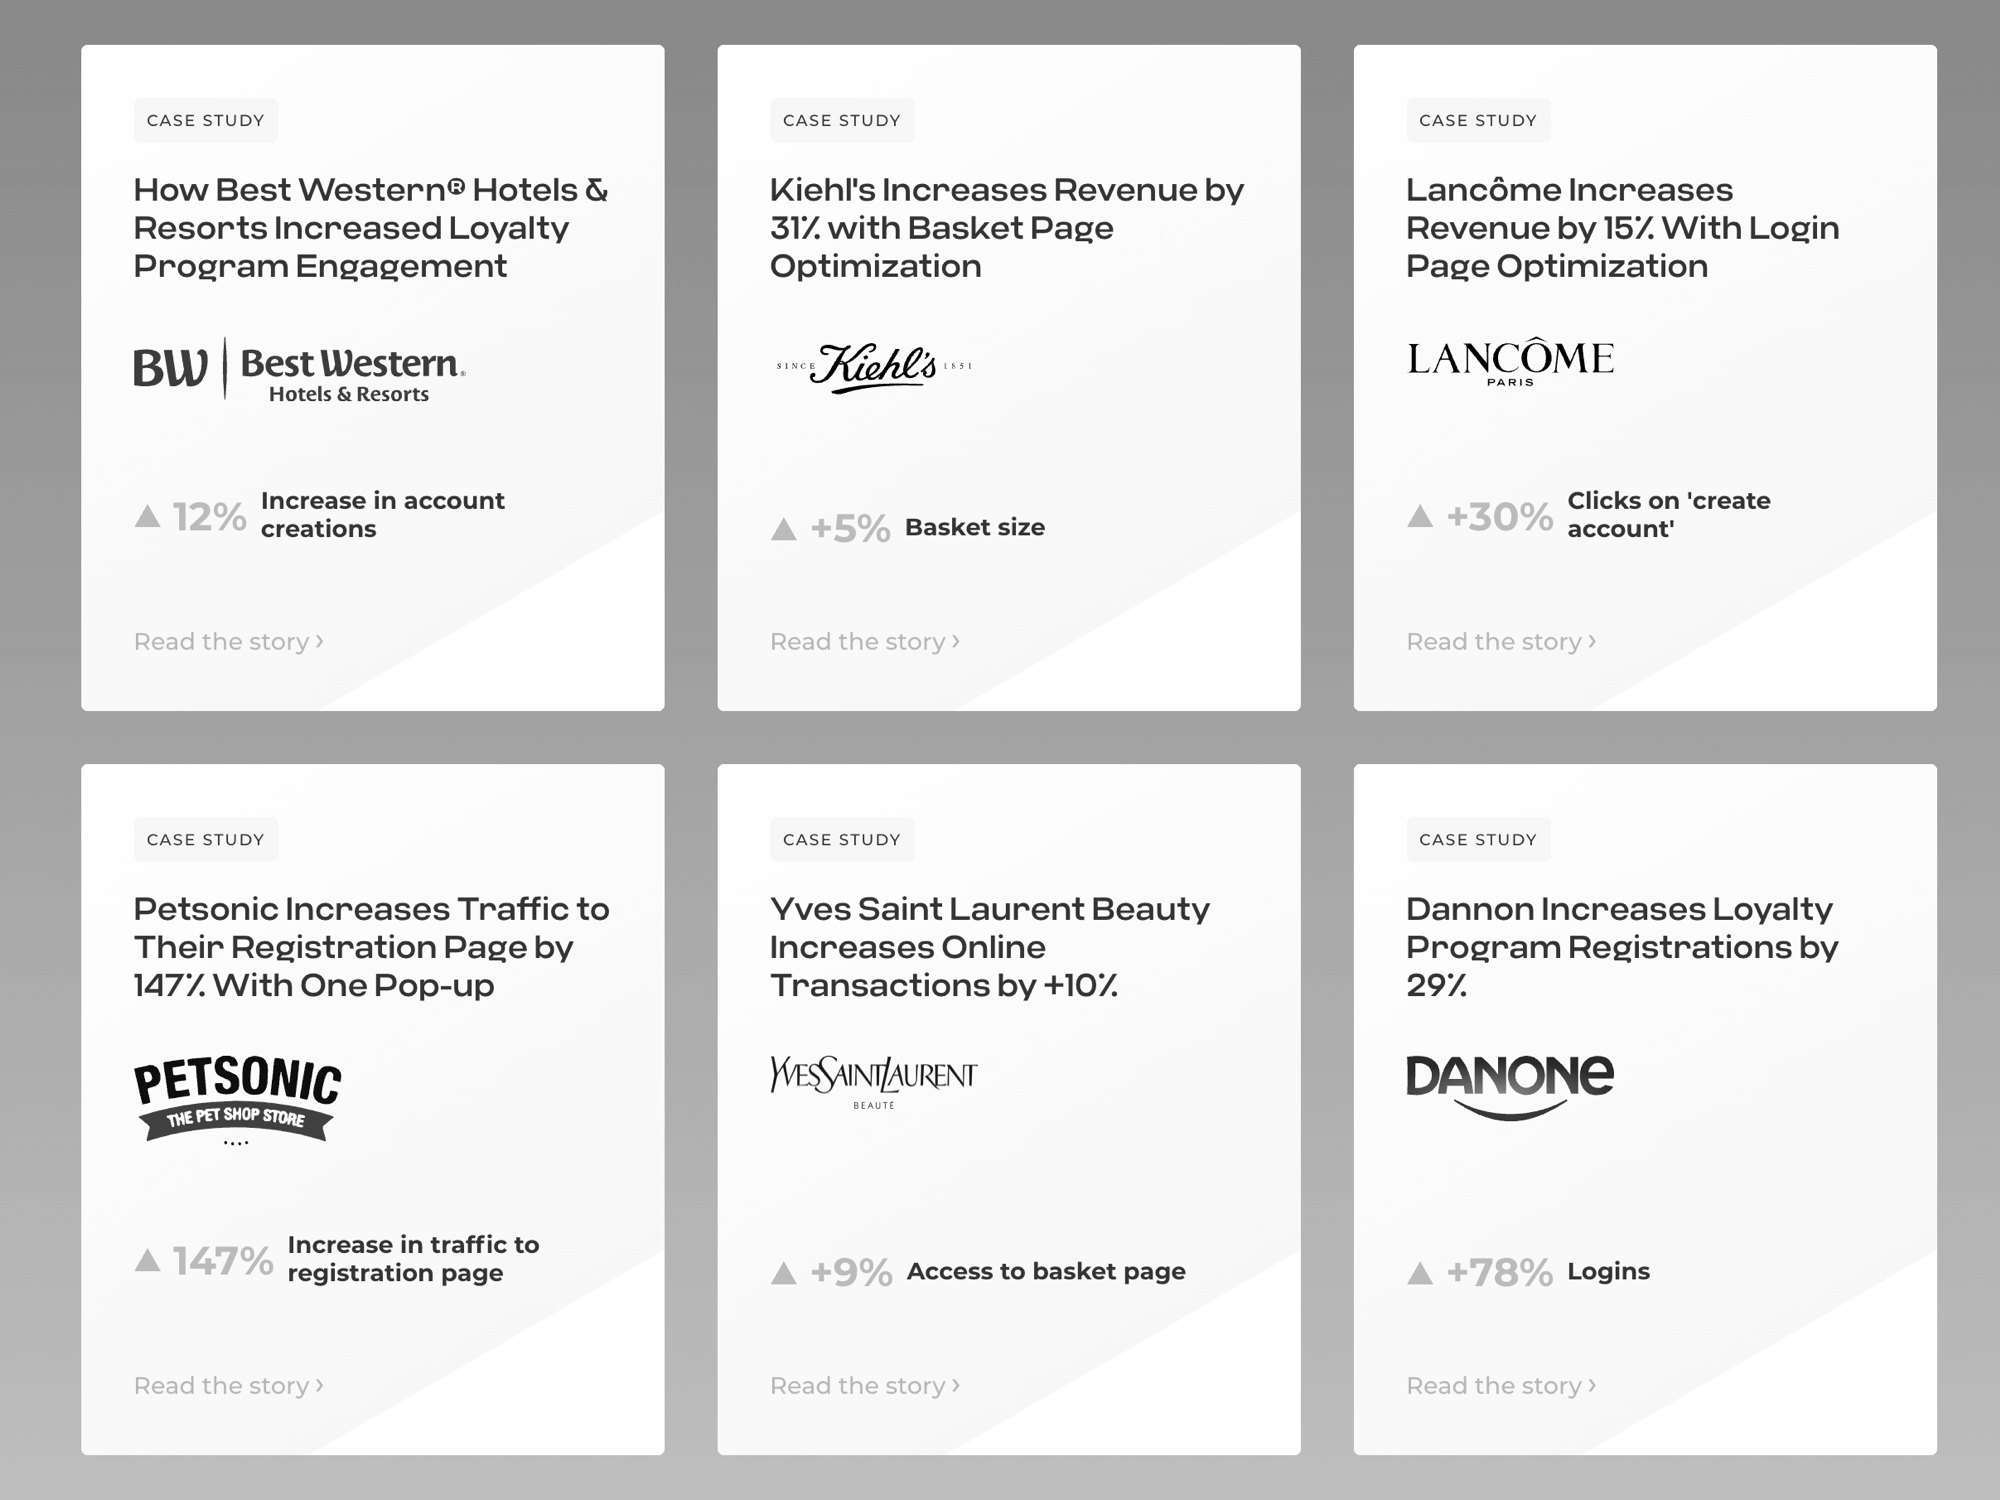 CASE STUDY
How Best Western® Hotels &
Resorts Increased Loyalty
Program Engagement
BW Best Western®
Hotels & Resorts
12% Increase in account
creations
Read the story ›
CASE STUDY
Kiehl's Increases Revenue by
31% with Basket Page
Optimization
SINCE Kiehl's 1851
+5% Basket size
Read the story ›
CASE STUDY
Lancôme Increases
Revenue by 15% With Login
Page Optimization
LANCÔME
PARIS
+30% Clicks on 'create
account'
Read the story ›
CASE STUDY
Petsonic Increases Traffic to
Their Registration Page by
147% With One Pop-up
PETSONIC
THE PET SHOP STORE
147% Increase in traffic to
registration page
Read the story ›
CASE STUDY
Yves Saint Laurent Beauty
Increases Online
Transactions by +10%
YVESSAINTLAURENT
BEAUTÉ
+9% Access to basket page
Read the story ›
CASE STUDY
Dannon Increases Loyalty
Program Registrations by
29%
DANONE
+78% Logins
Read the story ›